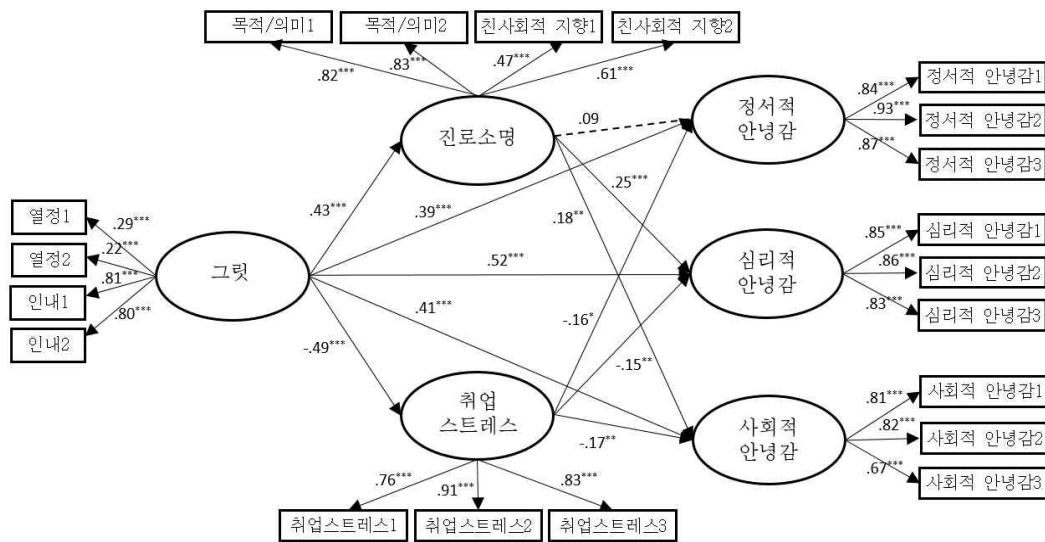 목적/의미1
목적/의미2
친사회적 지향1
친사회적 지향2
.82***
.83***
.47***
.61***
진로소명
.09
정서적
안녕감
.84***
.93***
.87***
정서적 안녕감1
정서적 안녕감2
정서적 안녕감3
열정1
열정2
인내1
인내2
.29***
.22***
.81***
.80***
그릿
.43***
.39***
.25***
.18**
.52***
.41***
-.49***
-.16*
-.15**
-.17**
심리적
안녕감
.85***
.86***
.83***
심리적 안녕감1
심리적 안녕감2
심리적 안녕감3
취업
스트레스
사회적
안녕감
.81***
.82***
.67***
사회적 안녕감1
사회적 안녕감2
사회적 안녕감3
.76***
.91***
.83***
취업스트레스1
취업스트레스2
취업스트레스3